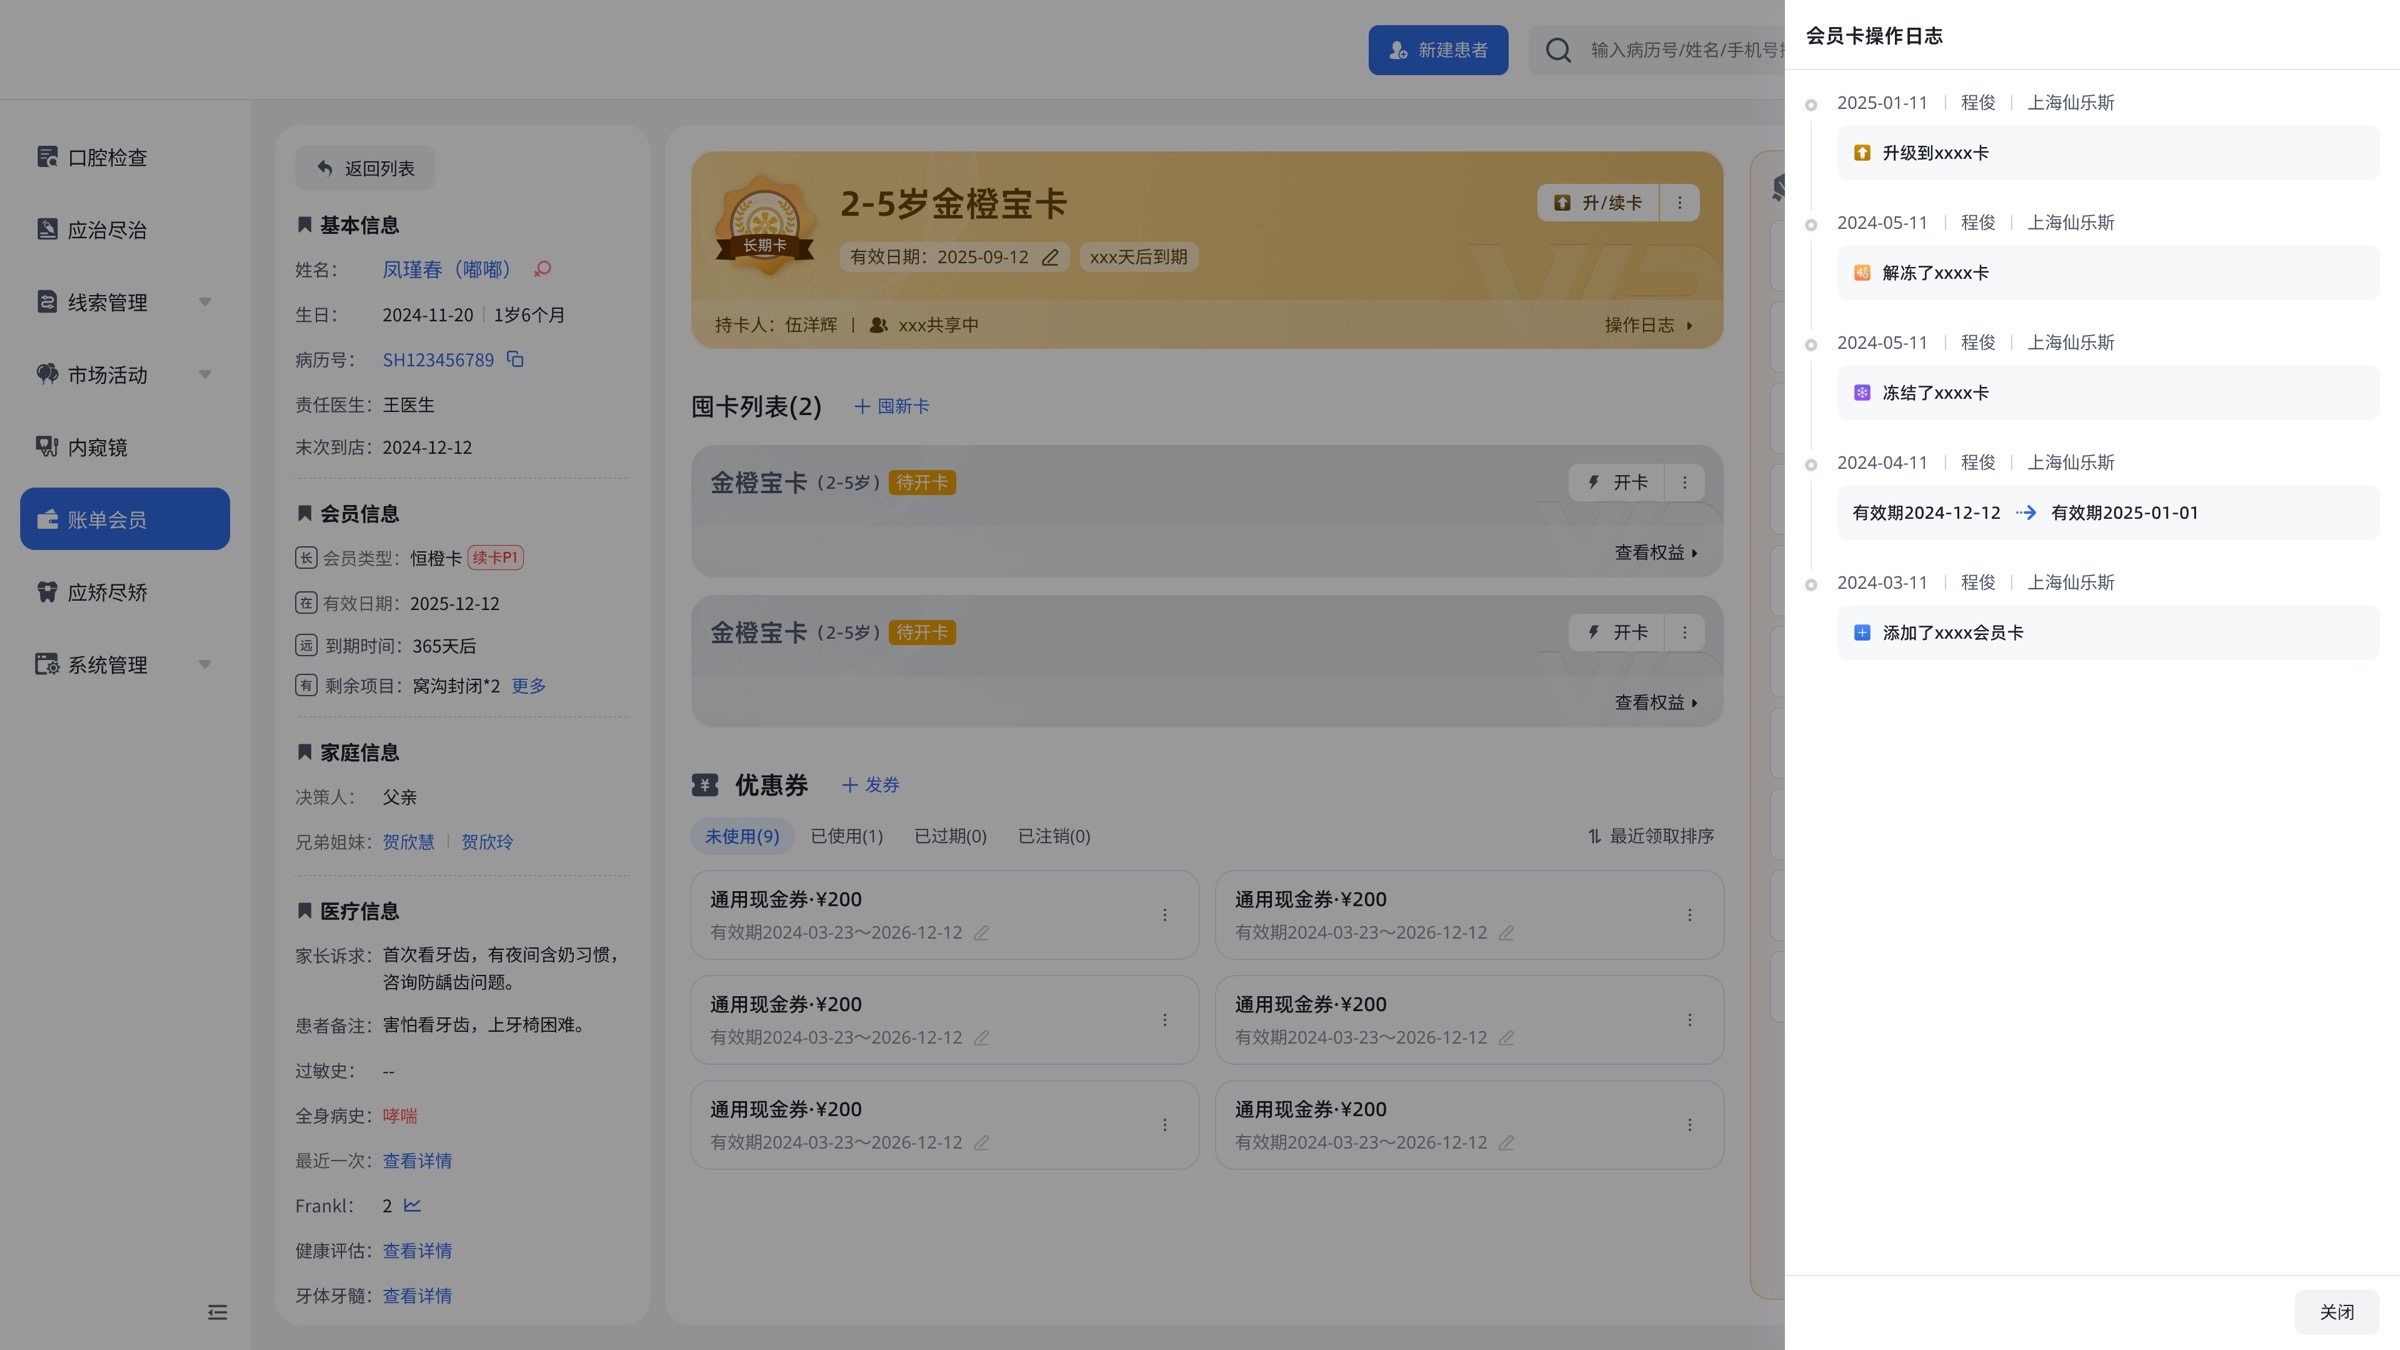 新建患者
输入病历号/姓名/手机号
口腔检查
应治尽治
线索管理
市场活动
内窥镜
账单会员
应矫尽矫
系统管理
返回列表
基本信息
姓名： 凤瑾春（嘟嘟）
生日： 2024-11-20 1岁6个月
病历号： SH123456789
责任医生：王医生
末次到店：2024-12-12
会员信息
长 会员类型：恒橙卡 续卡P1
在 有效日期：2025-12-12
远 到期时间：365天后
有 剩余项目：窝沟封闭*2 更多
家庭信息
决策人： 父亲
兄弟姐妹：贺欣慧 贺欣玲
医疗信息
家长诉求：首次看牙齿，有夜间含奶习惯，
咨询防龋齿问题。
患者备注：害怕看牙齿，上牙椅困难。
过敏史： --
全身病史：哮喘
最近一次：查看详情
Frankl： 2
健康评估：查看详情
牙体牙髓：查看详情
长期卡
2-5岁金橙宝卡
升/续卡
有效日期：2025-09-12 xxx天后到期
持卡人：伍洋辉 | xxx共享中
操作日志
囤卡列表(2) 囤新卡
金橙宝卡（2-5岁）待开卡
开卡
查看权益
金橙宝卡（2-5岁）待开卡
开卡
查看权益
优惠券 发券
未使用(9) 已使用(1) 已过期(0) 已注销(0)
最近领取排序
通用现金券·¥200
有效期2024-03-23～2026-12-12
通用现金券·¥200
有效期2024-03-23～2026-12-12
通用现金券·¥200
有效期2024-03-23～2026-12-12
通用现金券·¥200
有效期2024-03-23～2026-12-12
通用现金券·¥200
有效期2024-03-23～2026-12-12
通用现金券·¥200
有效期2024-03-23～2026-12-12
会员卡操作日志
2025-01-11 程俊 上海仙乐斯
升级到xxxx卡
2024-05-11 程俊 上海仙乐斯
解冻了xxxx卡
2024-05-11 程俊 上海仙乐斯
冻结了xxxx卡
2024-04-11 程俊 上海仙乐斯
有效期2024-12-12 有效期2025-01-01
2024-03-11 程俊 上海仙乐斯
添加了xxxx会员卡
关闭